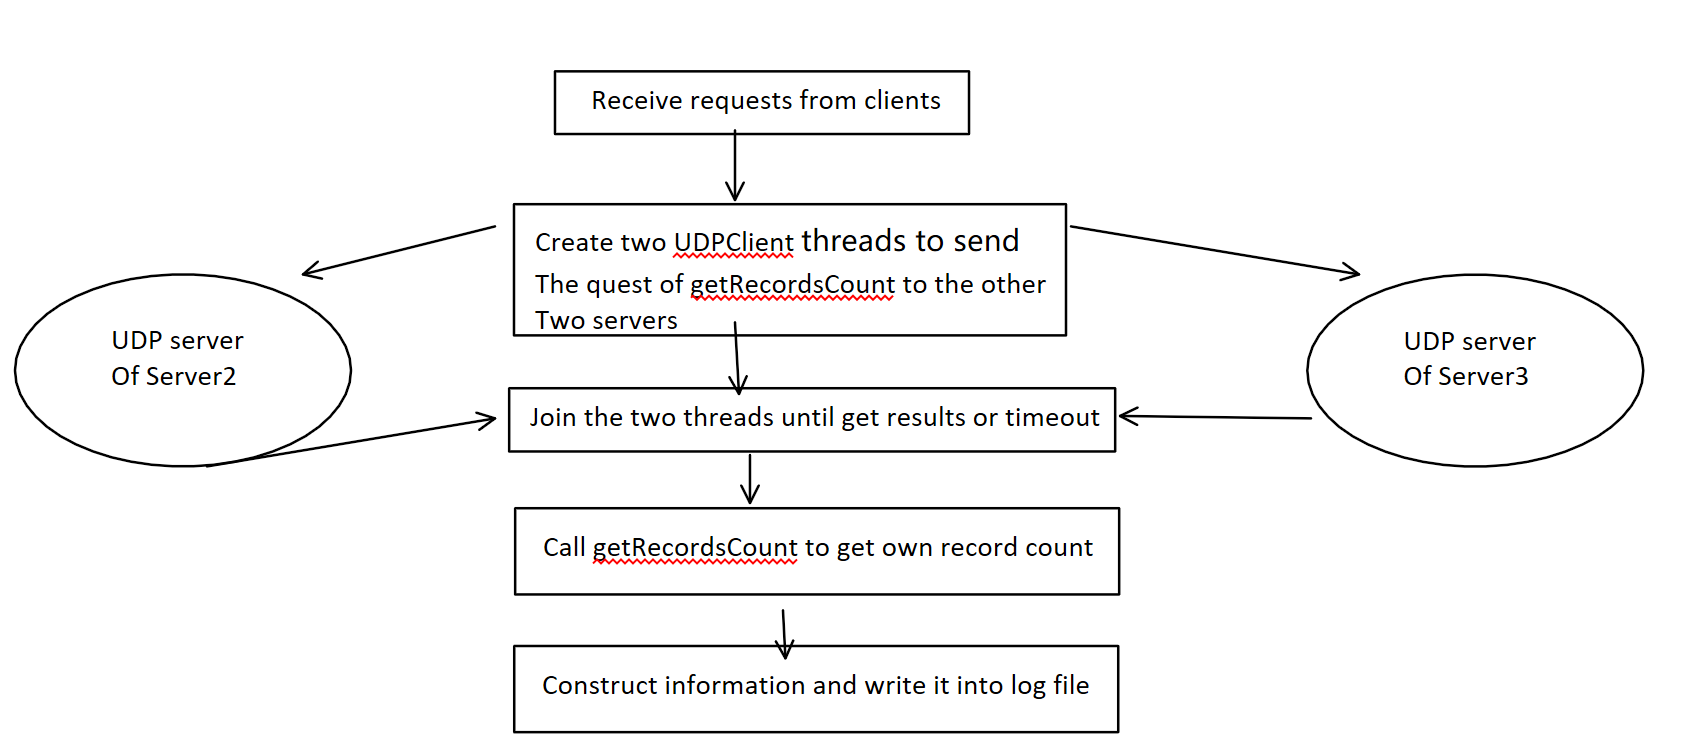 Receive requests from clients
Create two UDPClient threads to send
The quest of getRecordsCount to the other
Two servers
UDP server
Of Server2
UDP server
Of Server3
Join the two threads until get results or timeout
Call getRecordsCount to get own record count
Construct information and write it into log file